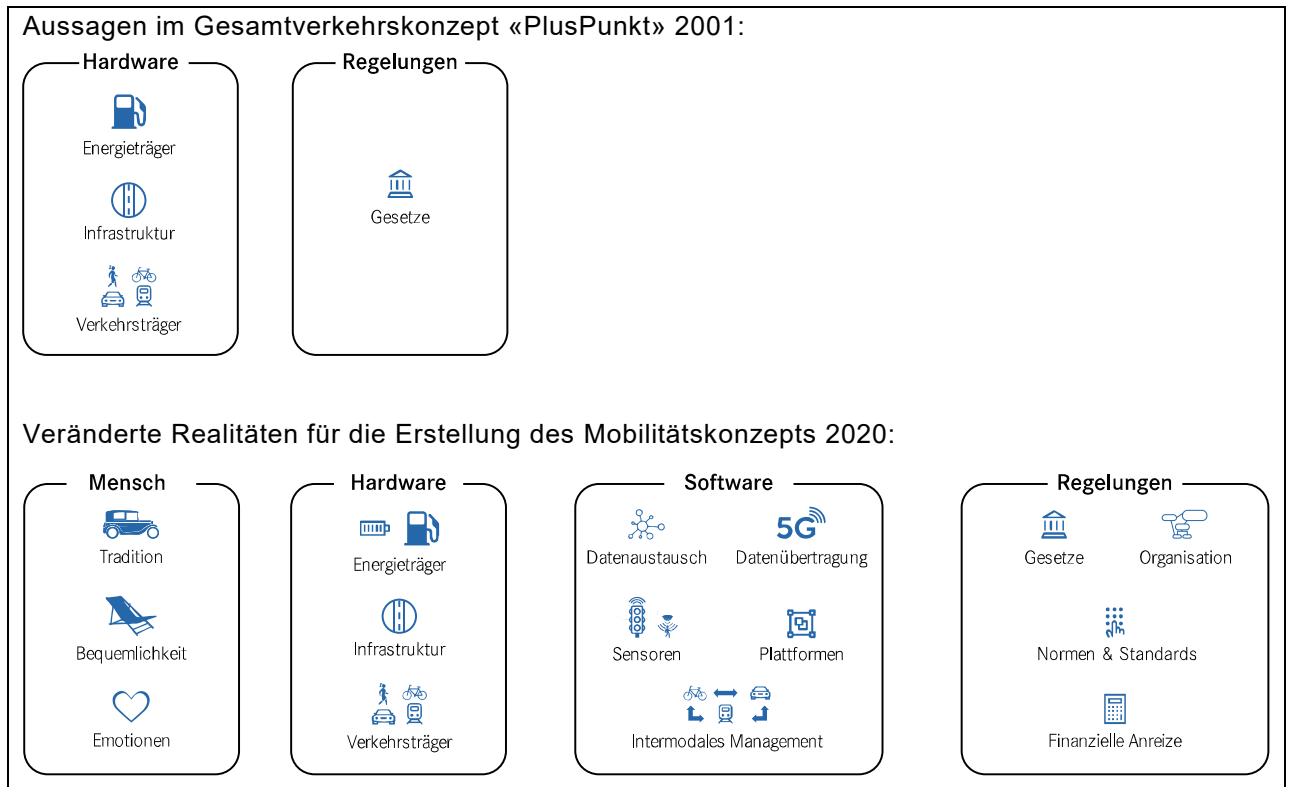 Aussagen im Gesamtverkehrskonzept «PlusPunkt» 2001:
Hardware
Regelungen
Energieträger
Infrastruktur
Verkehrsträger
Gesetze
Veränderte Realitäten für die Erstellung des Mobilitätskonzepts 2020:
Mensch
Tradition
Bequemlichkeit
Emotionen
Hardware
Energieträger
Infrastruktur
Verkehrsträger
Software
Datenaustausch
5G
Datenübertragung
Sensoren
Plattformen
Intermodales Management
Regelungen
Gesetze
Organisation
Normen & Standards
Finanzielle Anreize